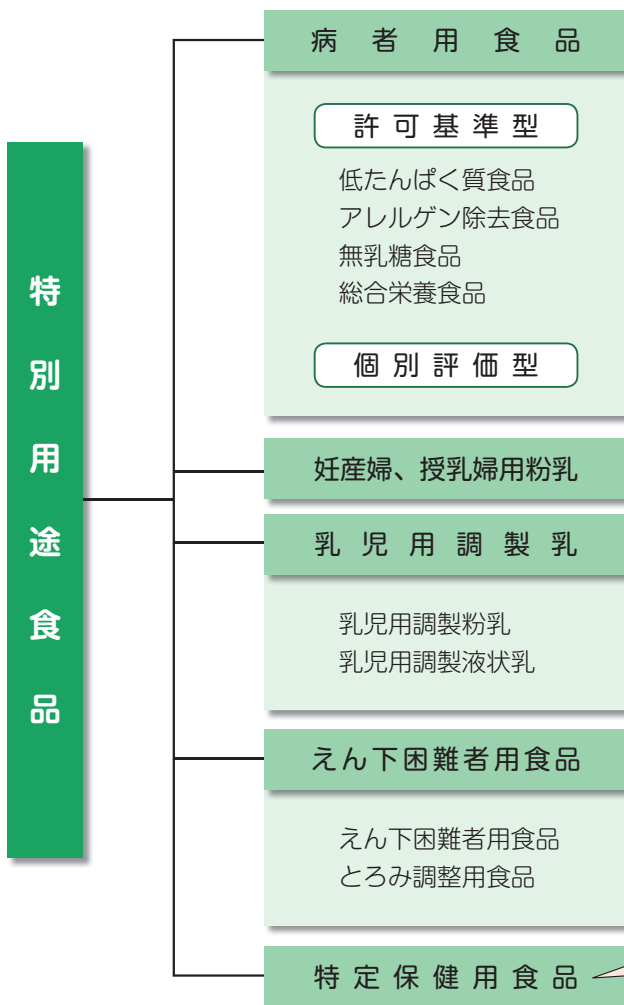 特別用途食品
病者用食品
許可基準型
低たんぱく質食品
アレルゲン除去食品
無乳糖食品
総合栄養食品
個別評価型
妊産婦、授乳婦用粉乳
乳児用調製乳
乳児用調製粉乳
乳児用調製液状乳
えん下困難者用食品
えん下困難者用食品
とろみ調整用食品
特定保健用食品